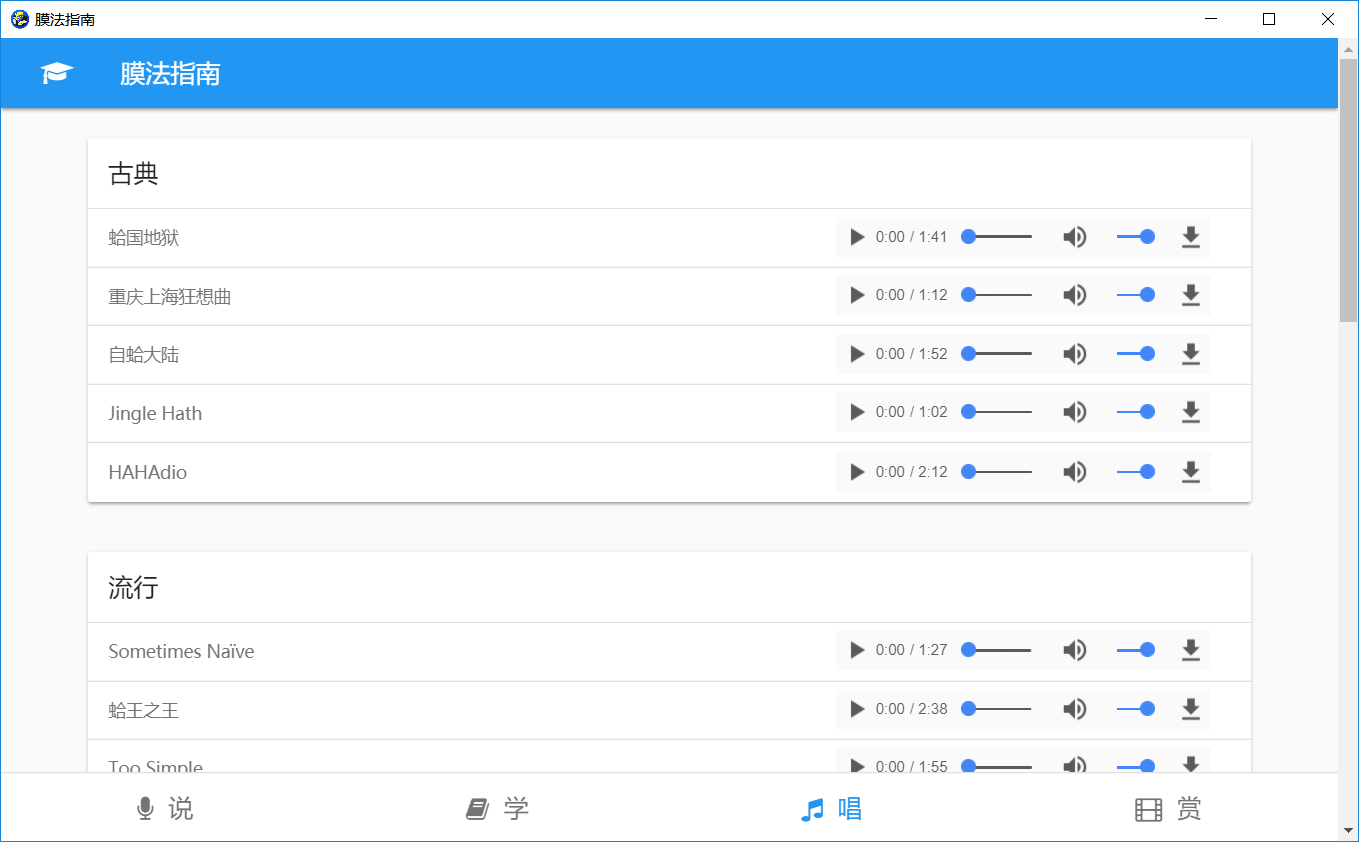 膜法指南
膜法指南
古典
蛤国地狱 0:00 / 1:41
重庆上海狂想曲 0:00 / 1:12
自蛤大陆 0:00 / 1:52
Jingle Hath 0:00 / 1:02
HAHAdio 0:00 / 2:12
流行
Sometimes Naïve 0:00 / 1:27
蛤王之王 0:00 / 2:38
Too Simple 0:00 / 1:55
说 学 唱 赏